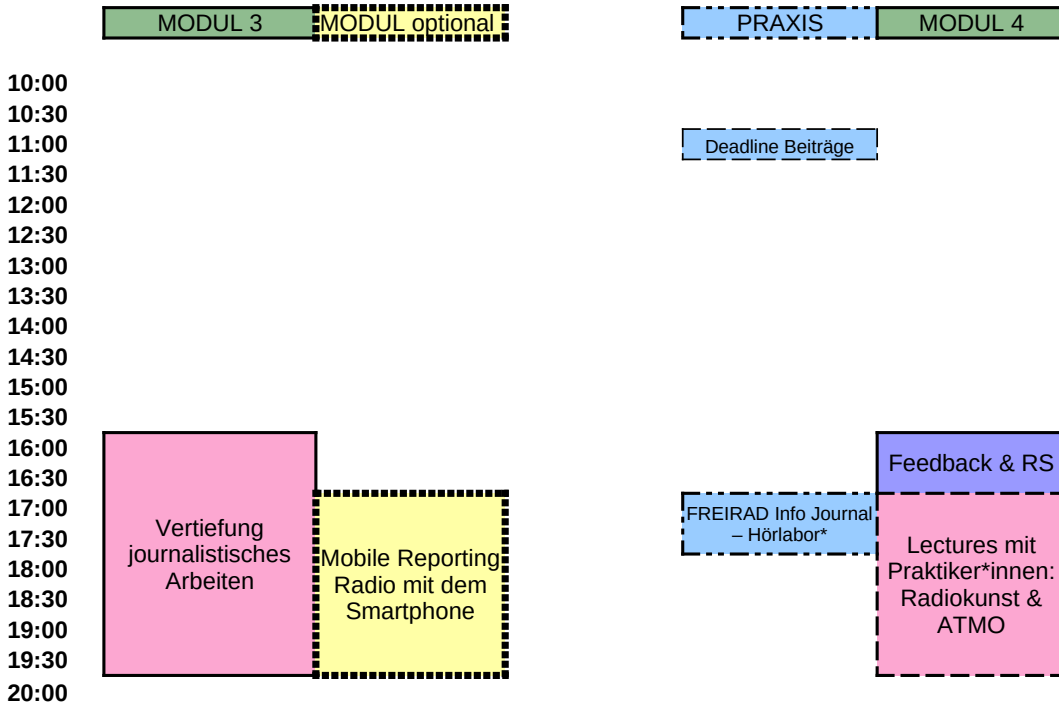 MODUL 3
MODUL optional
PRAXIS
MODUL 4
10:00
10:30
11:00
Deadline Beiträge
11:30
12:00
12:30
13:00
13:30
14:00
14:30
15:00
15:30
16:00
16:30
17:00
17:30
18:00
18:30
19:00
19:30
20:00
Vertiefung
journalistisches
Arbeiten
Mobile Reporting
Radio mit dem
Smartphone
FREIRAD Info Journal
– Hörlabor*
Feedback & RS
Lectures mit
Praktiker*innen:
Radiokunst &
ATMO